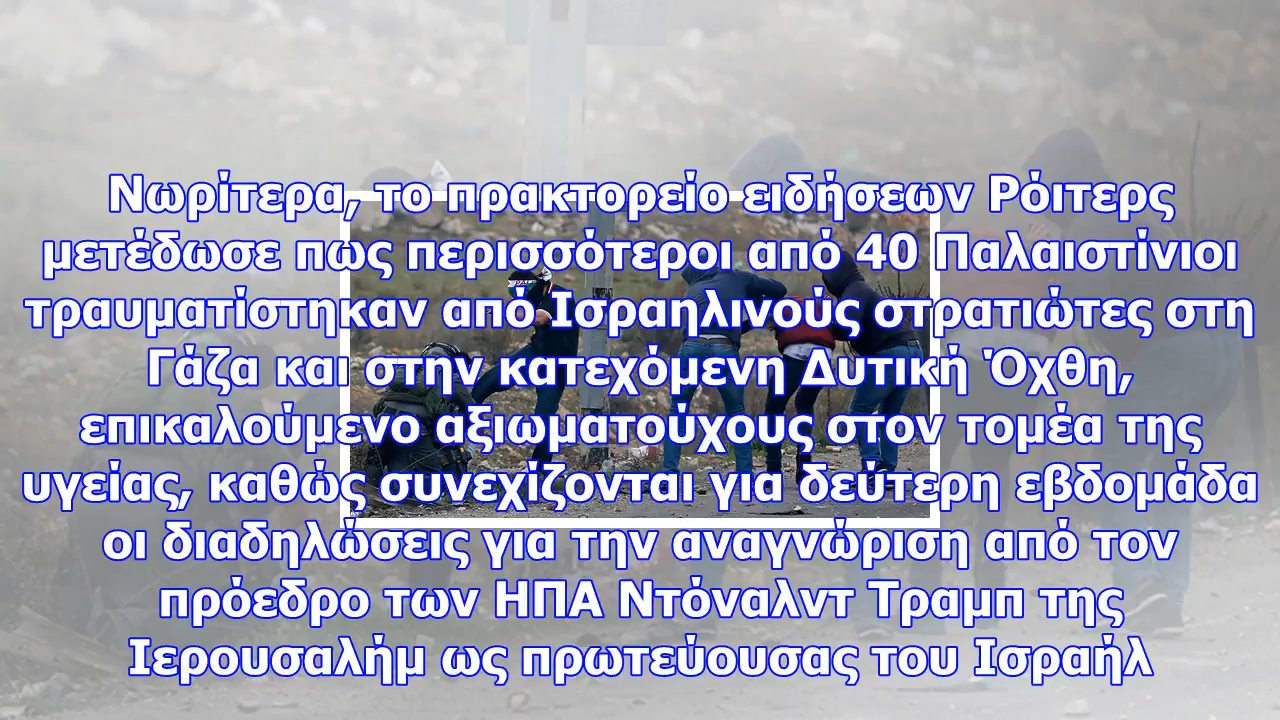 Νωρίτερα, το πρακτορείο ειδήσεων Ρόιτερς
μετέδωσε πως περισσότεροι από 40 Παλαιστίνιοι
τραυματίστηκαν από Ισραηλινούς στρατιώτες στη
Γάζα και στην κατεχόμενη Δυτική Όχθη,
επικαλούμενο αξιωματούχους στον τομέα της
υγείας, καθώς συνεχίζονται για δεύτερη εβδομάδα
οι διαδηλώσεις για την αναγνώριση από τον
πρόεδρο των ΗΠΑ Ντόναλντ Τραμπ της
Ιερουσαλήμ ως πρωτεύουσας του Ισραήλ